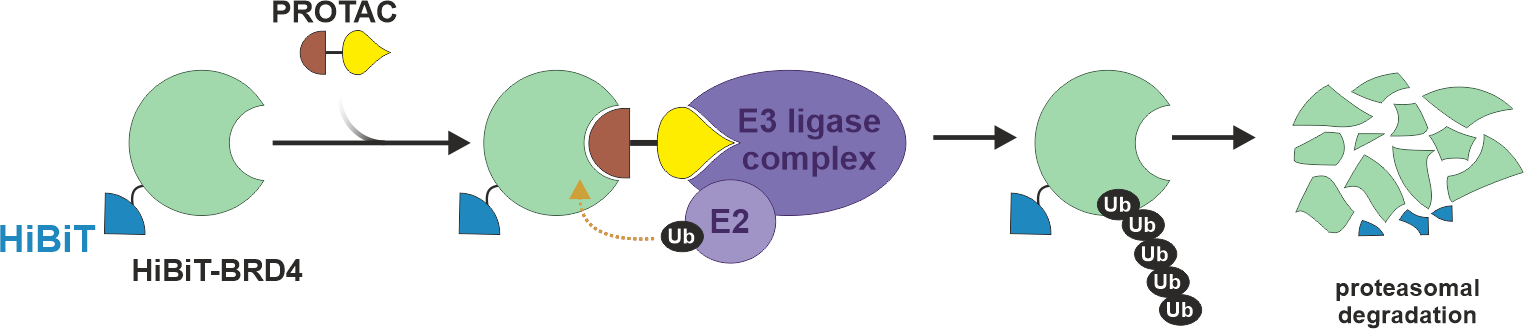 PROTAC
HiBiT
HiBiT-BRD4
E3 ligase
complex
E2
Ub
Ub
Ub
Ub
Ub
Ub
proteasomal
degradation